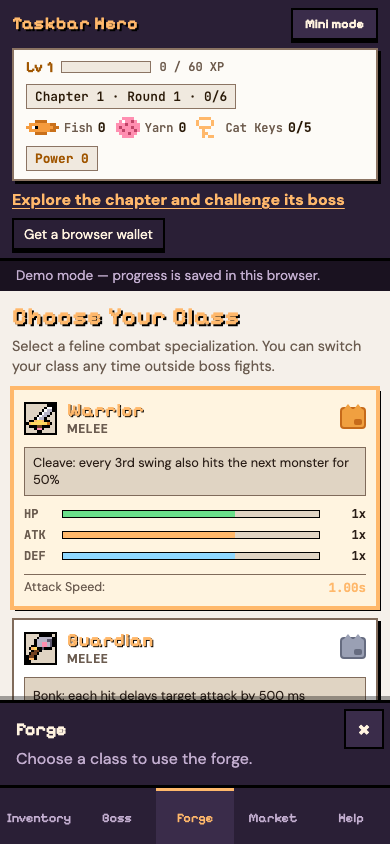 Taskbar Hero
Mini mode
Lv 1 0 / 60 XP
Chapter 1 · Round 1 · 0/6
Fish 0 Yarn 0 Cat Keys 0/5
Power 0
Explore the chapter and challenge its boss
Get a browser wallet
Demo mode — progress is saved in this browser.
Choose Your Class
Select a feline combat specialization. You can switch
your class any time outside boss fights.
Warrior
MELEE
Cleave: every 3rd swing also hits the next monster for
50%
HP 1x
ATK 1x
DEF 1x
Attack Speed: 1.00s
Guardian
MELEE
Bonk: each hit delays target attack by 500 ms
Forge
Choose a class to use the forge.
Inventory Boss Forge Market Help